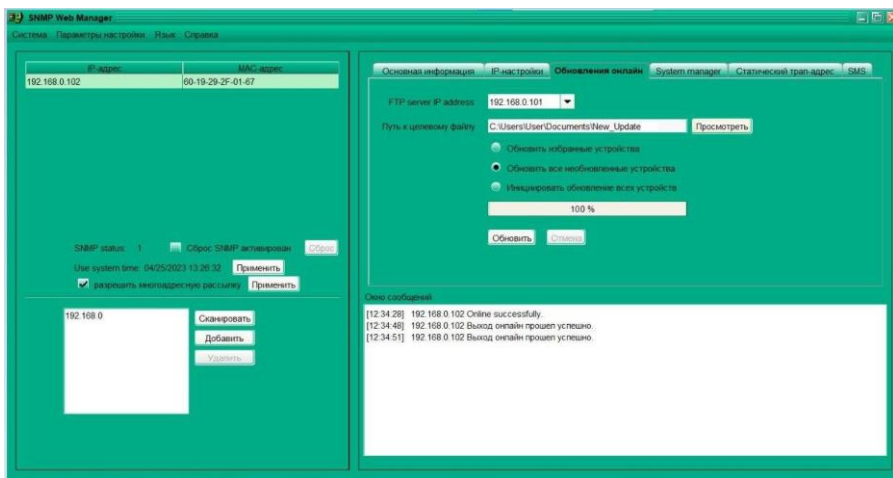 SNMP Web Manager
Система Параметры настройки Язык Справка
IP-адрес MAC-адрес
192.168.0.102 60-19-29-2F-01-67
SNMP status: 1 Сброс SNMP активирован Сброс
Use system time: 04/25/2023 13:26:32 Применить
разрешить многоадресную рассылку Применить
192.168.0
Сканировать
Добавить
Удалить
Основная информация IP-настройки Обновления онлайн System manager Статический трап-адрес SMS
FTP server IP address 192.168.0.101
Путь к целевому файлу C:\Users\User\Documents\New_Update Просмотреть
Обновить избранные устройства
Обновить все необновленные устройства
Инициировать обновление всех устройств
100 %
Обновить Отмена
Окно сообщений
[12:34:28] 192.168.0.102 Online successfully.
[12:34:48] 192.168.0.102 Выход онлайн прошел успешно.
[12:34:51] 192.168.0.102 Выход онлайн прошел успешно.